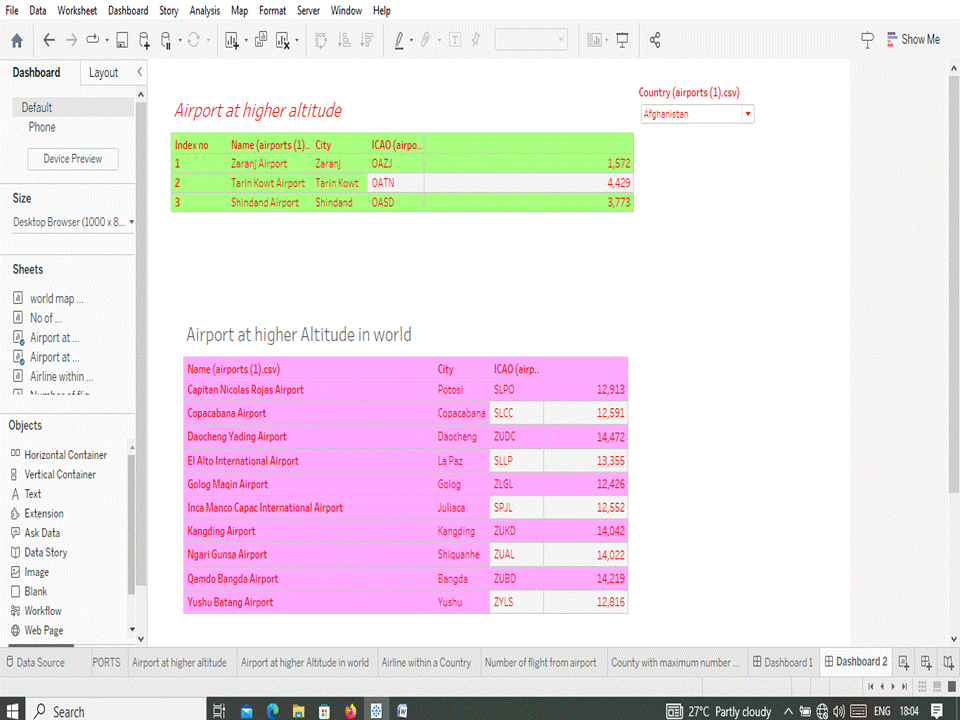 File Data Worksheet Dashboard Story Analysis Map Format Server Window Help
Show Me
Dashboard Layout
Default
Phone
Device Preview
Size
Desktop Browser (1000 x 8...
Sheets
world map ...
No of ...
Airport at ...
Airport at ...
Airline within ...
Number of flig...
Objects
Horizontal Container
Vertical Container
Text
Extension
Ask Data
Data Story
Image
Blank
Workflow
Web Page
Airport at higher altitude
Country (airports (1).csv)
Afghanistan
Index no Name (airports (1).. City ICAO (airpo..
1 Zaranj Airport Zaranj OAZJ 1,572
2 Tarin Kowt Airport Tarin Kowt OATN 4,429
3 Shindand Airport Shindand OASD 3,773
Airport at higher Altitude in world
Name (airports (1).csv) City ICAO (airp..
Capitan Nicolas Rojas Airport Potosi SLPO 12,913
Copacabana Airport Copacabana SLCC 12,591
Daocheng Yading Airport Daocheng ZUDC 14,472
El Alto International Airport La Paz SLLP 13,355
Golog Maqin Airport Golog ZLGL 12,426
Inca Manco Capac International Airport Juliaca SPJL 12,552
Kangding Airport Kangding ZUKD 14,042
Ngari Gunsa Airport Shiquanhe ZUAL 14,022
Qamdo Bangda Airport Bangda ZUBD 14,219
Yushu Batang Airport Yushu ZYLS 12,816
Data Source PORTS Airport at higher altitude Airport at higher Altitude in world Airline within a Country Number of flight from airport County with maximum number ... Dashboard 1 Dashboard 2
Search 27°C Partly cloudy ENG 18:04